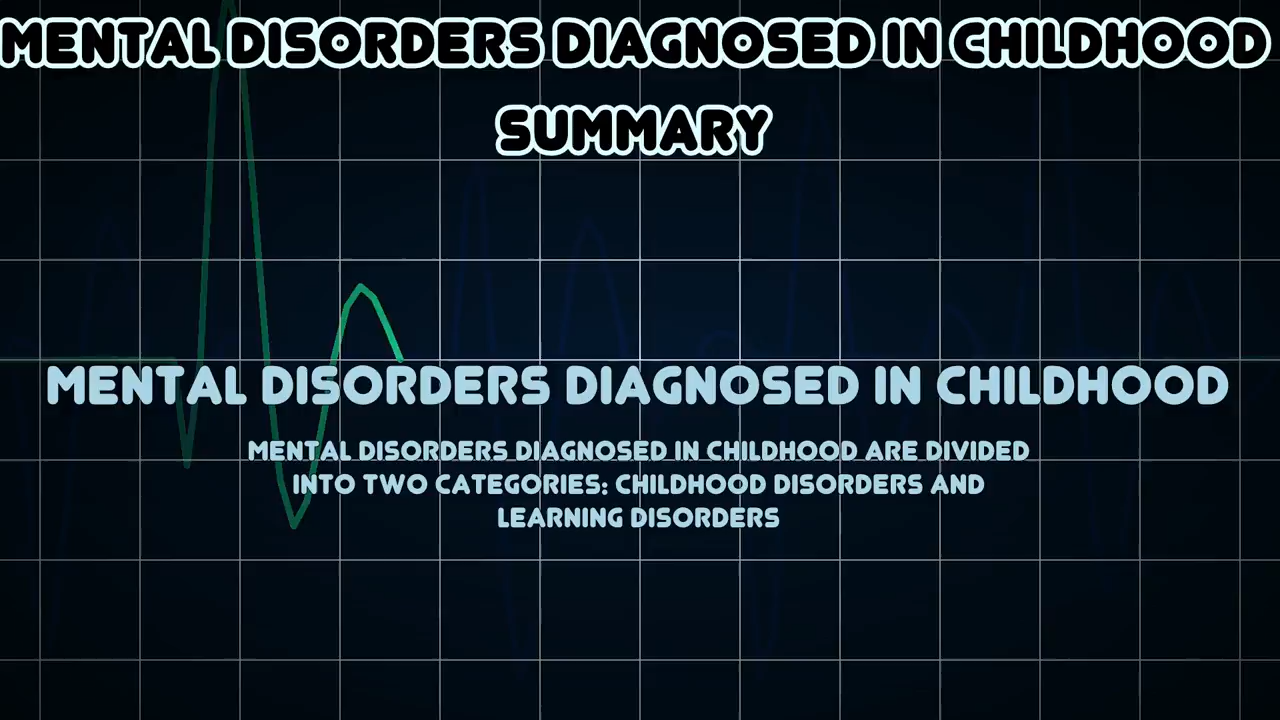 MENTAL DISORDERS DIAGNOSED IN CHILDHOOD
SUMMARY
MENTAL DISORDERS DIAGNOSED IN CHILDHOOD
MENTAL DISORDERS DIAGNOSED IN CHILDHOOD ARE DIVIDED
INTO TWO CATEGORIES: CHILDHOOD DISORDERS AND
LEARNING DISORDERS